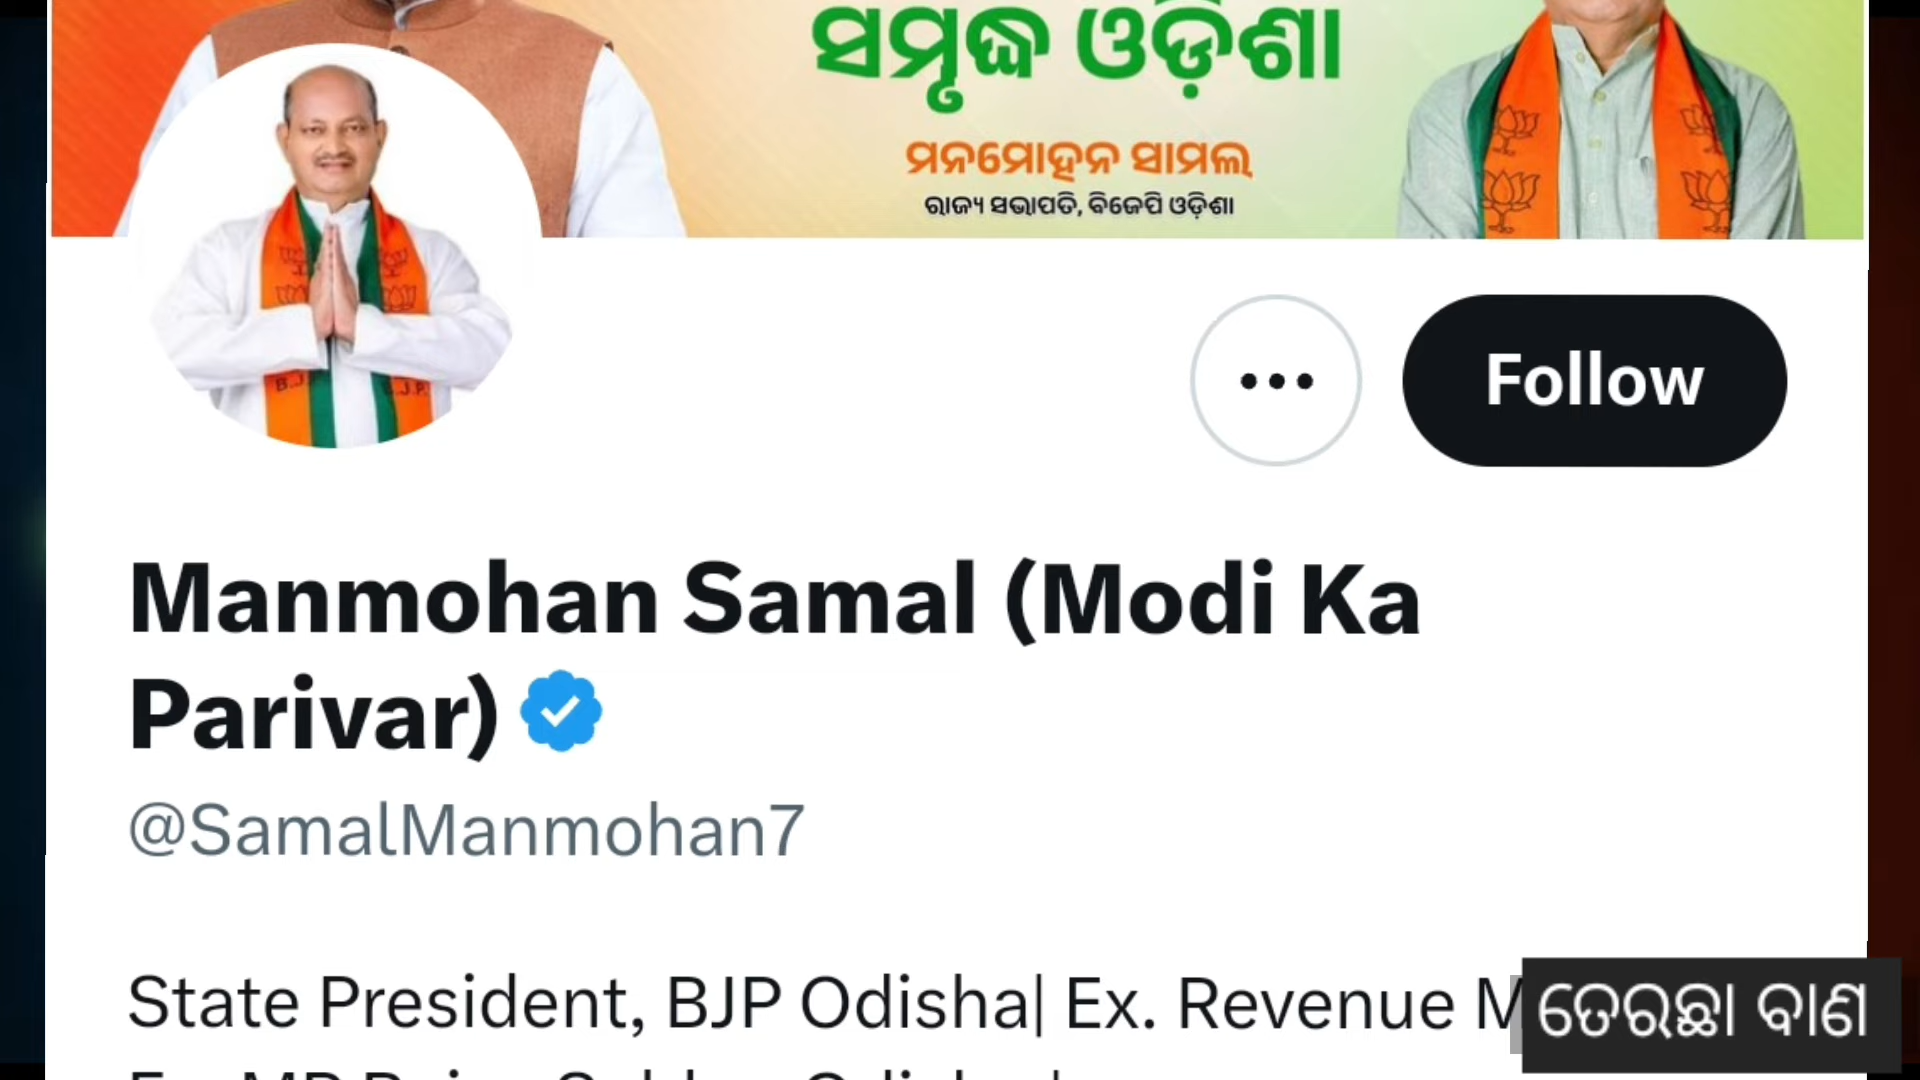 ସମୃଦ୍ଧ ଓଡ଼ିଶା
ମନମୋହନ ସାମଲ
ରାଜ୍ୟ ସଭାପତି, ବିଜେପି ଓଡ଼ିଶା
Follow
Manmohan Samal (Modi Ka
Parivar)
@SamalManmohan7
State President, BJP Odisha| Ex. Revenue
ତେରଛା ବାଣ